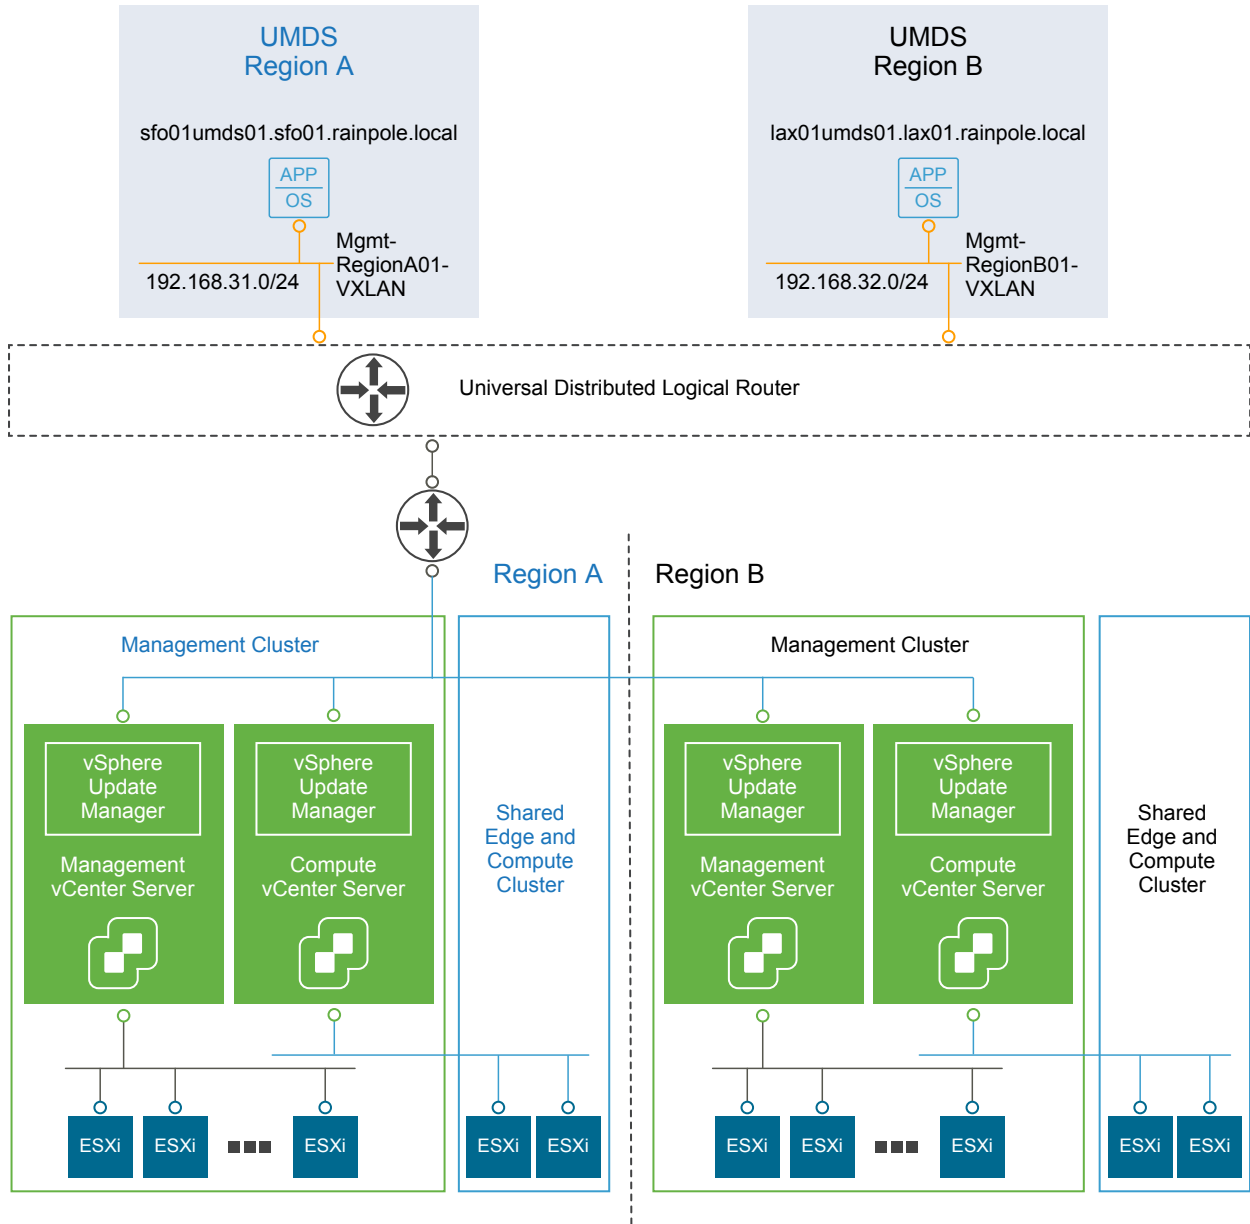 UMDS
Region A
sfo01umds01.sfo01.rainpole.local
APP
OS
Mgmt-
RegionA01-
VXLAN
192.168.31.0/24
UMDS
Region B
lax01umds01.lax01.rainpole.local
APP
OS
Mgmt-
RegionB01-
VXLAN
192.168.32.0/24
Universal Distributed Logical Router
Region A
Region B
Management Cluster
vSphere
Update
Manager
Management
vCenter Server
vSphere
Update
Manager
Compute
vCenter Server
Shared
Edge and
Compute
Cluster
ESXi
ESXi
ESXi
ESXi
ESXi
Management Cluster
vSphere
Update
Manager
Management
vCenter Server
vSphere
Update
Manager
Compute
vCenter Server
Shared
Edge and
Compute
Cluster
ESXi
ESXi
ESXi
ESXi
ESXi